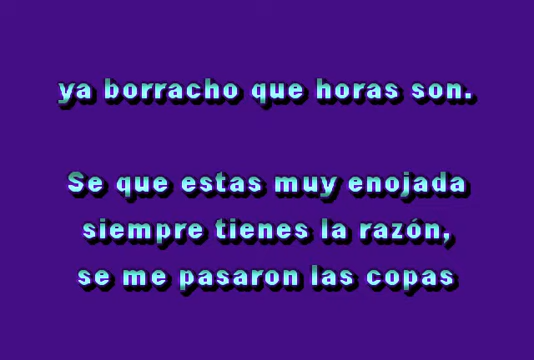 ya borracho que horas son.
Se que estas muy enojada
siempre tienes la razón,
se me pasaron las copas